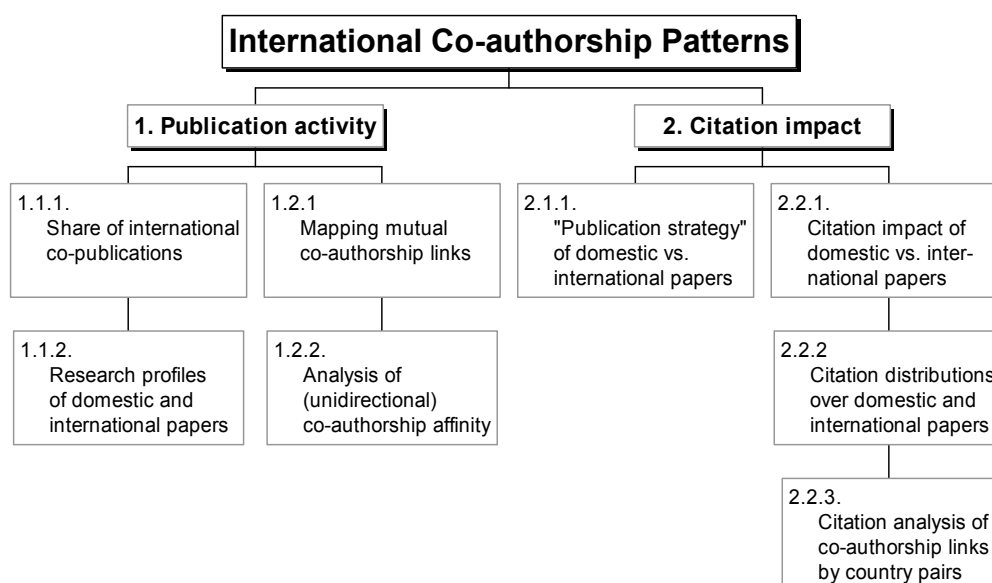 International Co-authorship Patterns
1. Publication activity
2. Citation impact
1.1.1.
Share of international
co-publications
1.2.1
Mapping mutual
co-authorship links
2.1.1.
"Publication strategy"
of domestic vs.
international papers
2.2.1.
Citation impact of
domestic vs. inter-
national papers
1.1.2.
Research profiles
of domestic and
international papers
1.2.2.
Analysis of
(unidirectional)
co-authorship affinity
2.2.2
Citation distributions
over domestic and
international papers
2.2.3.
Citation analysis of
co-authorship links
by country pairs